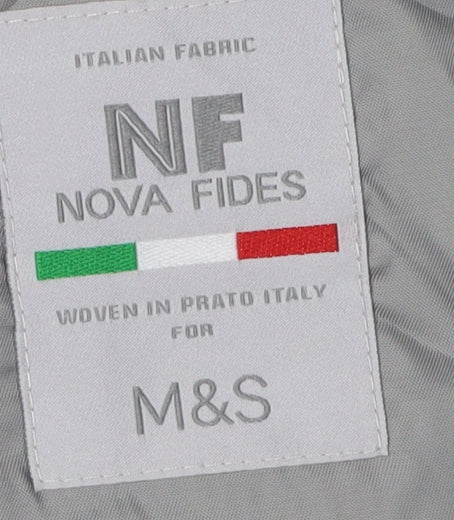 ITALIAN FABRIC
NF
NOVA FIDES
WOVEN IN PRATO ITALY
FOR
M&S